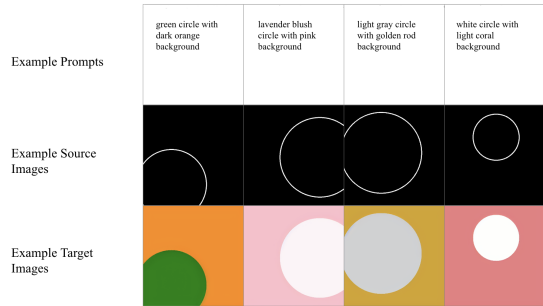 Example Prompts
green circle with
dark orange
background
lavender blush
circle with pink
background
light gray circle
with golden rod
background
white circle with
light coral
background
Example Source
Images
Example Target
Images